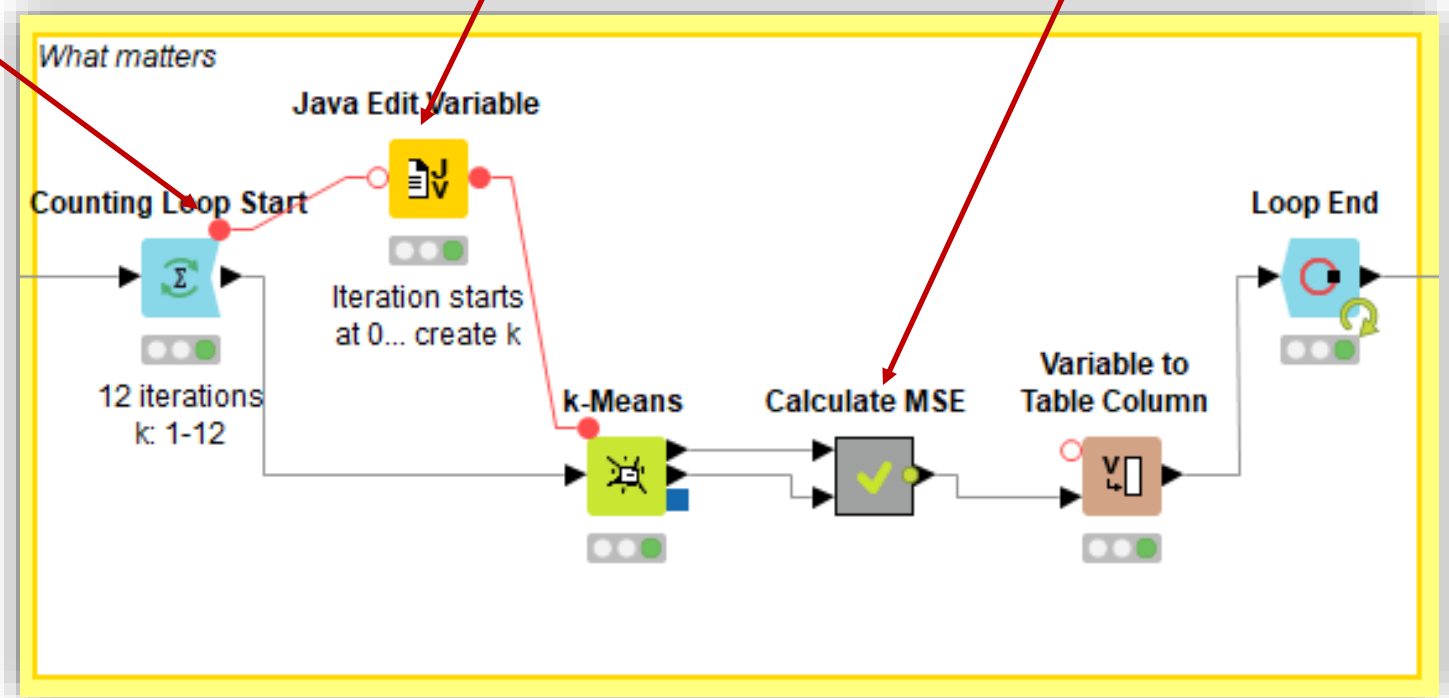 What matters
Java Edit Variable
Counting Loop Start
Loop End
Iteration starts
at 0... create k
12 iterations
k: 1-12
k-Means
Calculate MSE
Variable to
Table Column
J
V
Σ
V